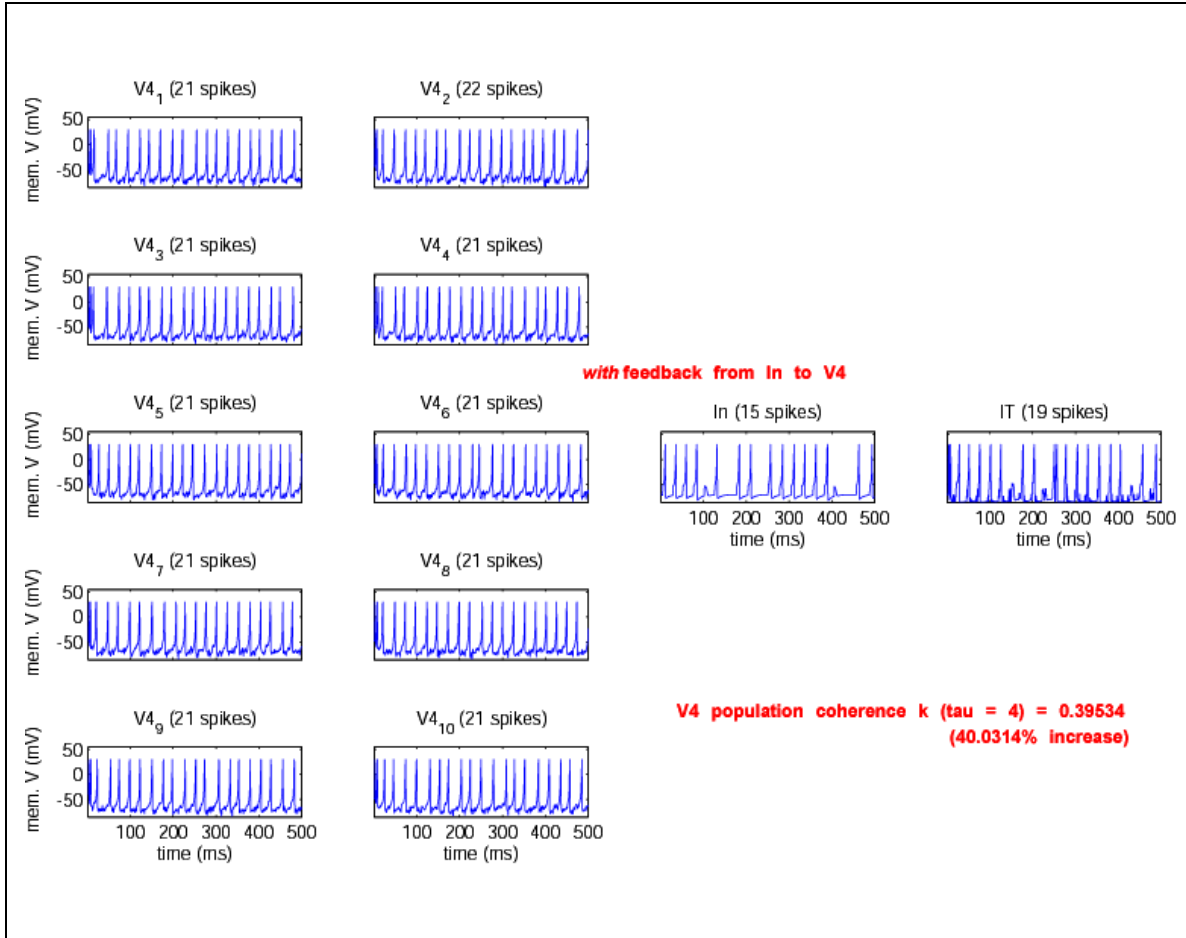 V4₁ (21 spikes)
V4₂ (22 spikes)
mem. V (mV)
50
0
-50
V4₃ (21 spikes)
V4₄ (21 spikes)
mem. V (mV)
50
0
-50
with feedback from In to V4
V4₅ (21 spikes)
V4₆ (21 spikes)
In (15 spikes)
IT (19 spikes)
mem. V (mV)
50
0
-50
100 200 300 400 500
time (ms)
100 200 300 400 500
time (ms)
V4₇ (21 spikes)
V4₈ (21 spikes)
mem. V (mV)
50
0
-50
V4₉ (21 spikes)
V4₁₀ (21 spikes)
V4 population coherence k (tau = 4) = 0.39534
(40.0314% increase)
mem. V (mV)
50
0
-50
100 200 300 400 500
time (ms)
100 200 300 400 500
time (ms)